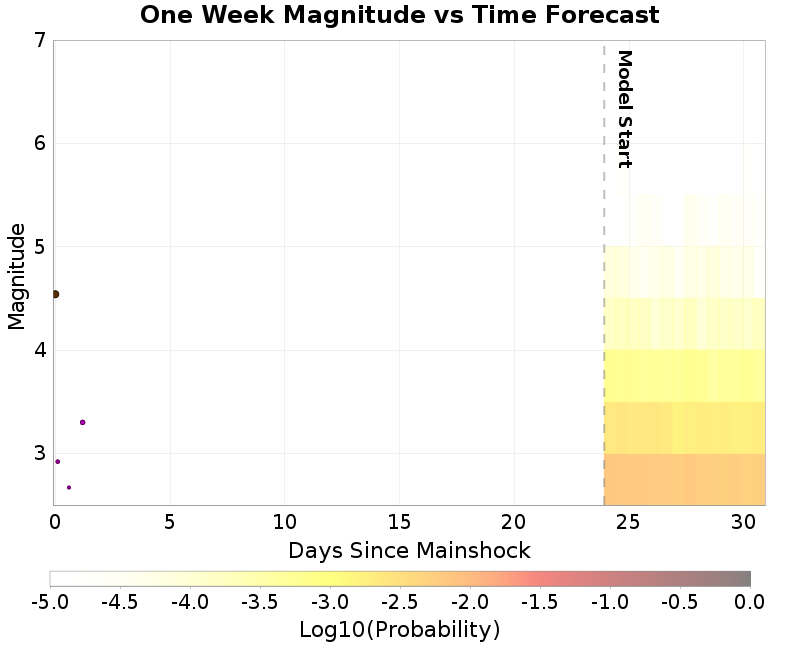 One Week Magnitude vs Time Forecast
7
6
5
4
3
Magnitude
Model Start
0 5 10 15 20 25 30
Days Since Mainshock
-5.0 -4.5 -4.0 -3.5 -3.0 -2.5 -2.0 -1.5 -1.0 -0.5 0.0
Log10(Probability)